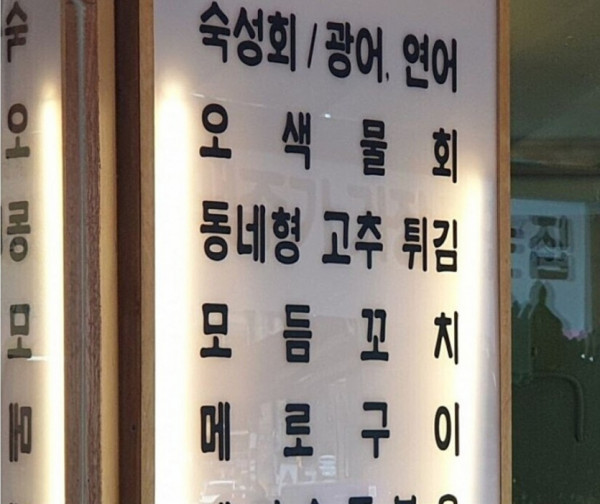 숙성회 / 광어, 연어
오색물회
동네형 고추 튀김
모듬꼬치
메로구이